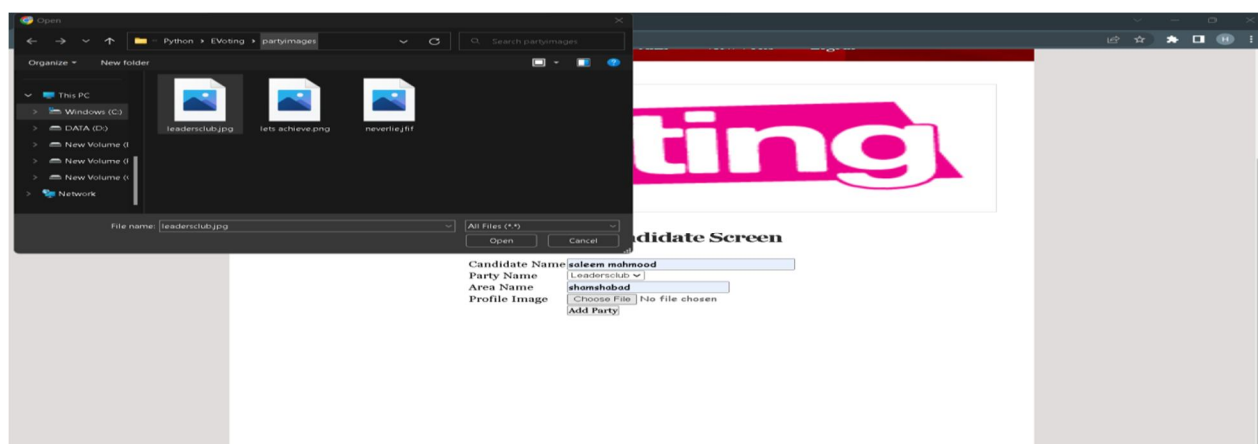 Open
Python > EVoting > partyimages
Search partyimages
Organize
New folder
This PC
Windows (C:)
DATA (D:)
New Volume (
New Volume (
New Volume (
Network
leadersclub.jpg
lets achieve.png
neverlie.jfif
File name: leadersclub.jpg
All Files (*.*)
Open
Cancel
H
ting
didate Screen
Candidate Name saleem mahmood
Party Name Leadersclub
Area Name shamshabad
Profile Image Choose File No file chosen
Add Party